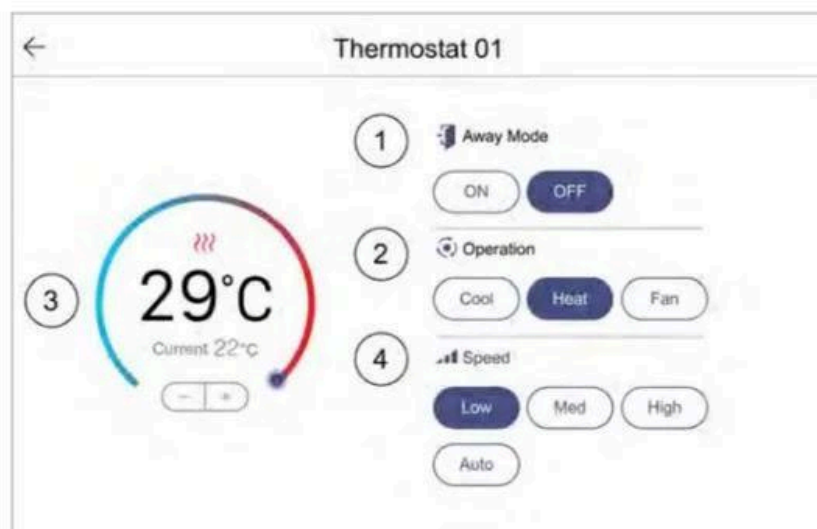 Thermostat 01
1
Away Mode
ON OFF
2
Operation
Cool Heat Fan
3
29°C
Current 22°C
- +
4
Speed
Low Med High
Auto